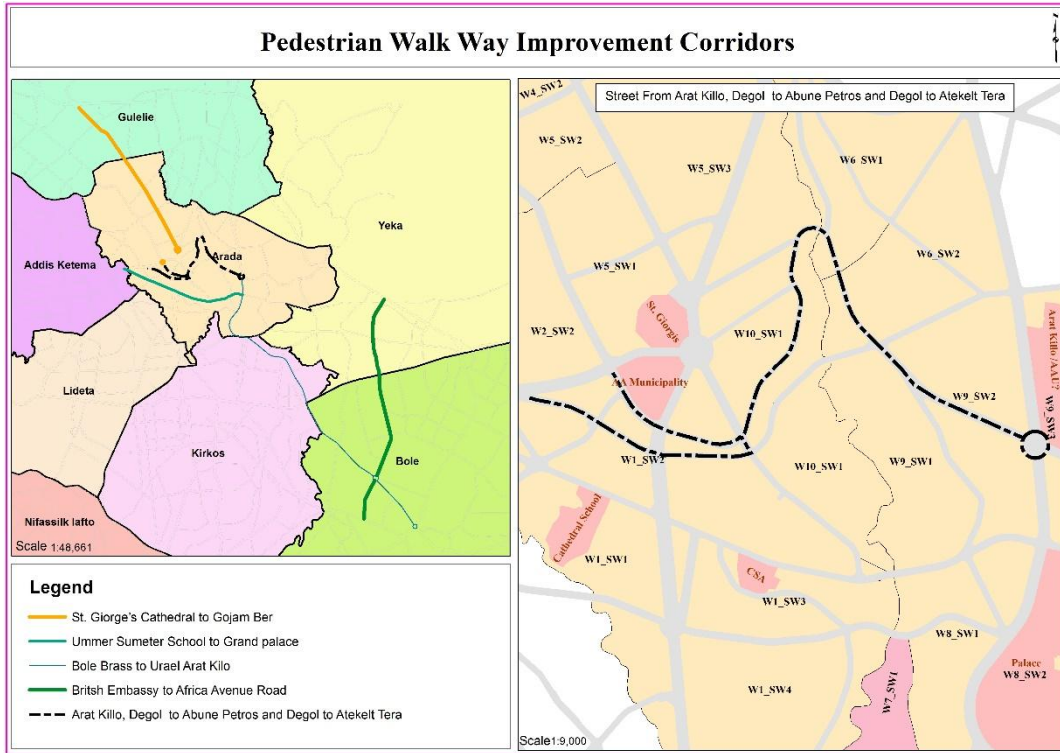 Pedestrian Walk Way Improvement Corridors
Gulelie
Yeka
Addis Ketema
Arada
Lideta
Kirkos
Bole
Nifassilk lafto
Scale 1:48,661
Legend
St. Giorge's Cathedral to Gojam Ber
Ummer Sumeter School to Grand palace
Bole Brass to Urael Arat Kilo
Britsh Embassy to Africa Avenue Road
Arat Killo, Degol to Abune Petros and Degol to Atekelt Tera
Street From Arat Killo, Degol to Abune Petros and Degol to Atekelt Tera
W4_SW2
W5_SW2
W5_SW3
W6_SW1
W6_SW2
W5_SW1
St. Giorgis
W2_SW2
W10_SW1
Arat Killo /AAU?
AA Municipality
W9_SW2
W9_SW3
W1_SW2
W10_SW1
W9_SW1
Cathedral School
W1_SW1
CSA
W1_SW3
W8_SW1
Palace
W8_SW2
W7_SW1
W1_SW4
Scale1:9,000